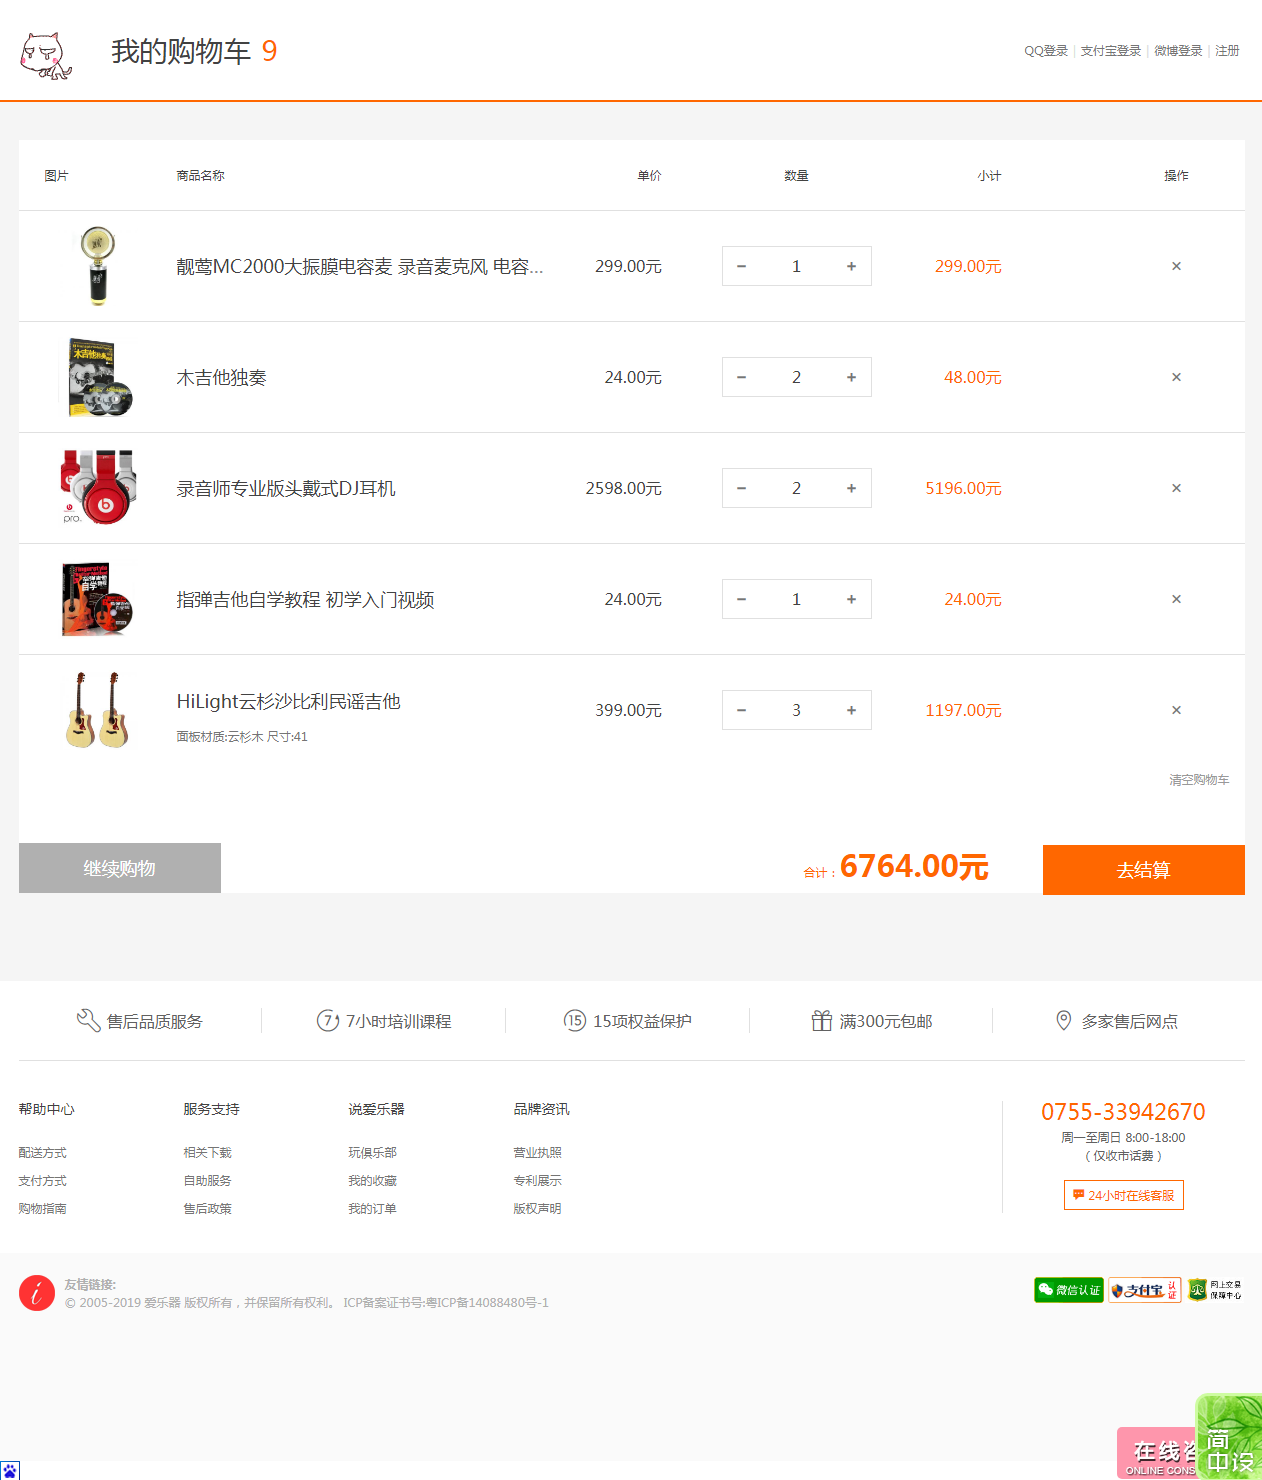 我的购物车 9
QQ登录 | 支付宝登录 | 微博登录 | 注册
图片 商品名称 单价 数量 小计 操作
靓莺MC2000大振膜电容麦 录音麦克风 电容... 299.00元 − 1 + 299.00元 ×
木吉他独奏 24.00元 − 2 + 48.00元 ×
录音师专业版头戴式DJ耳机 2598.00元 − 2 + 5196.00元 ×
pro.
指弹吉他自学教程 初学入门视频 24.00元 − 1 + 24.00元 ×
HiLight云杉沙比利民谣吉他 399.00元 − 3 + 1197.00元 ×
面板材质:云杉木 尺寸:41
清空购物车
继续购物 合计：6764.00元 去结算
售后品质服务 7 7小时培训课程 15 15项权益保护 满300元包邮 多家售后网点
帮助中心 服务支持 说爱乐器 品牌资讯
配送方式 相关下载 玩俱乐部 营业执照
支付方式 自助服务 我的收藏 专利展示
购物指南 售后政策 我的订单 版权声明
0755-33942670
周一至周日 8:00-18:00
（仅收市话费）
24小时在线客服
i 友情链接:
© 2005-2019 爱乐器 版权所有，并保留所有权利。 ICP备案证书号:粤ICP备14088480号-1
微信认证 支付宝 认证 网上交易
保障中心
在线咨
ONLINE CONS
简
中设